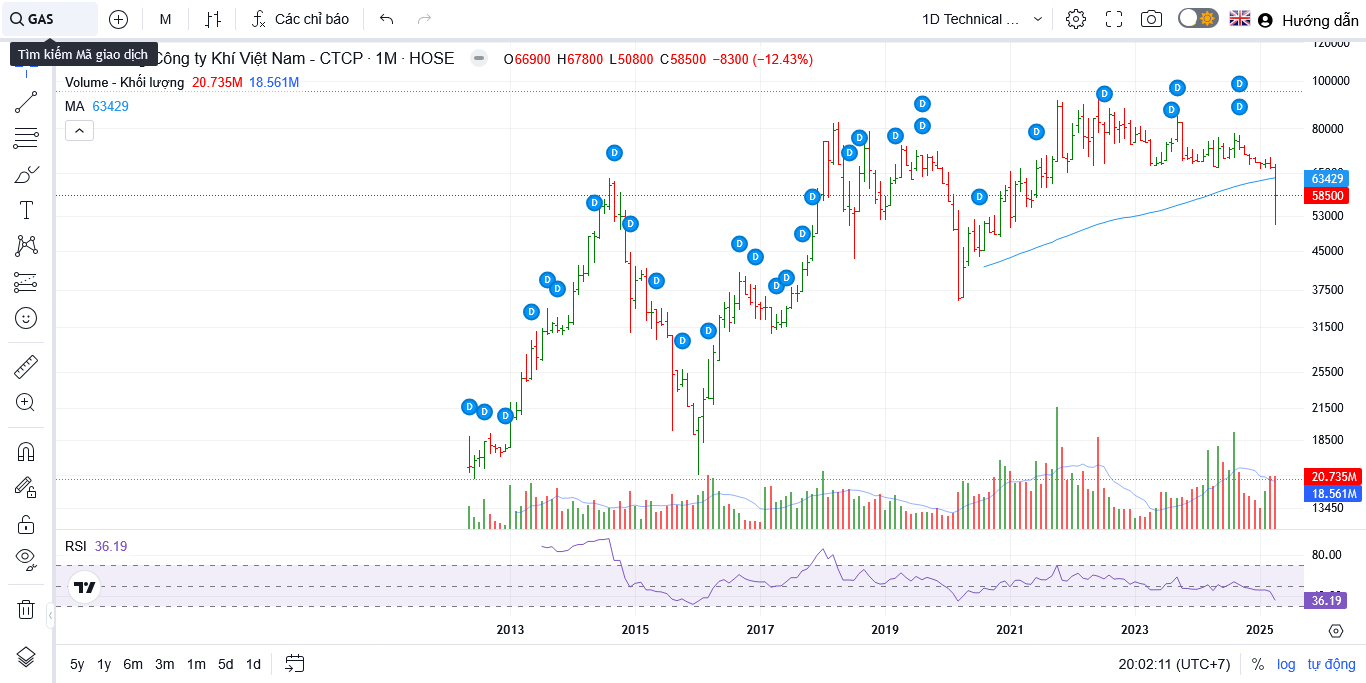 GAS
M
Các chỉ báo
1D Technical ...
Hướng dẫn
Tìm kiếm Mã giao dịch
Công ty Khí Việt Nam - CTCP · 1M · HOSE
O66900 H67800 L50800 C58500 −8300 (−12.43%)
Volume - Khối lượng 20.735M 18.561M
MA 63429
120000
100000
80000
63429
58500
53000
45000
37500
31500
25500
21500
18500
20.735M
18.561M
13450
D D D D D D D D D D D D D D D D D D D D D D D D D D D D D D
RSI 36.19
80.00
36.19
2013 2015 2017 2019 2021 2023 2025
5y 1y 6m 3m 1m 5d 1d
20:02:11 (UTC+7) % log tự động